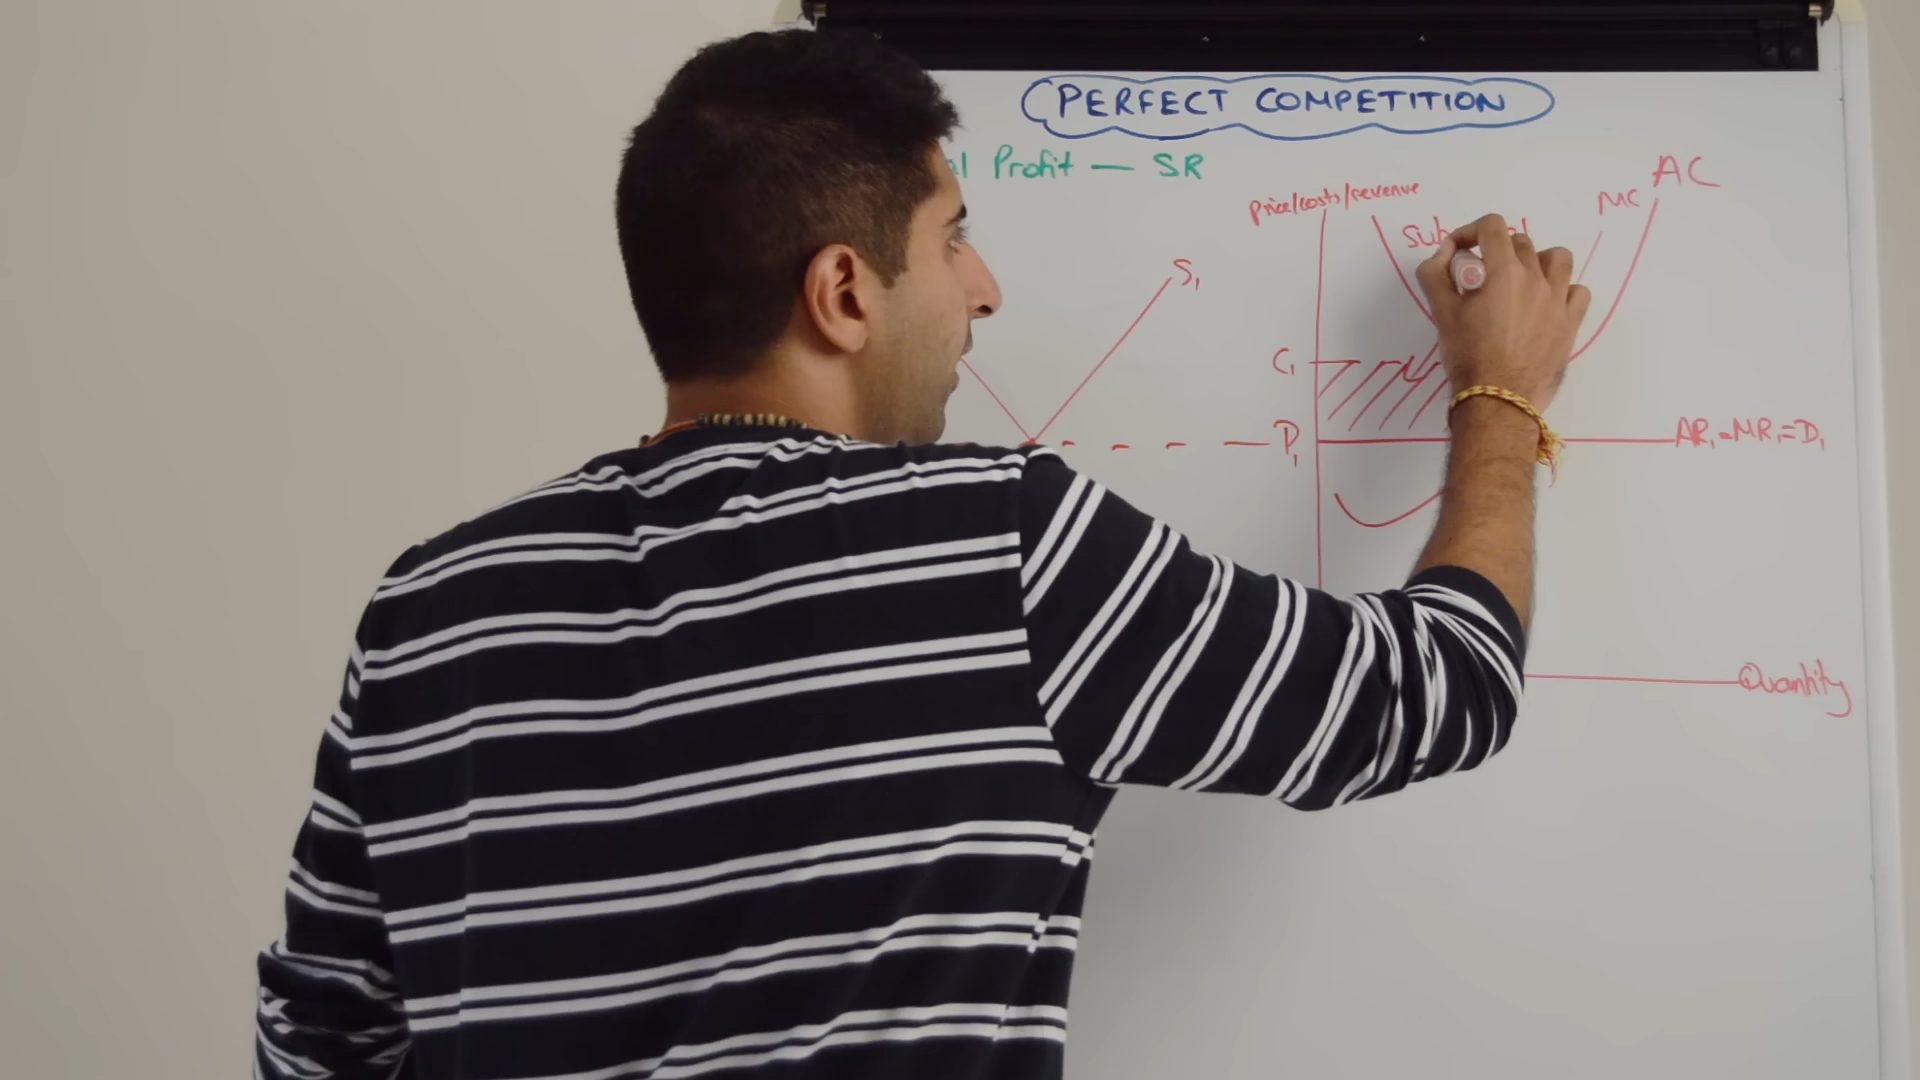 PERFECT COMPETITION
Profit — SR
Price/costs/revenue
MC
AC
S₁
C₁
P₁
AR₁=MR₁=D₁
Quantity